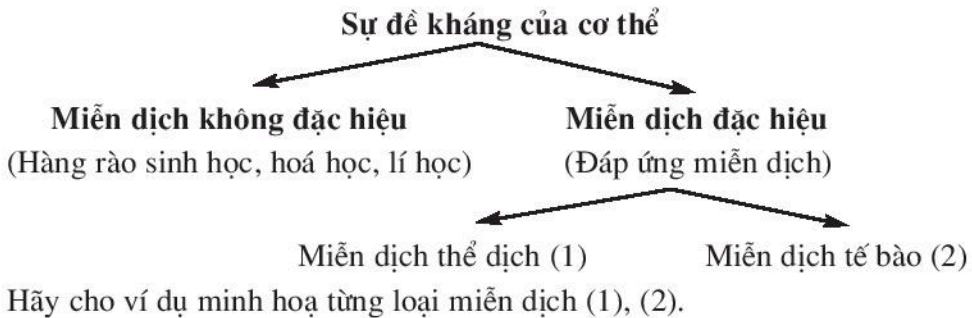 Sự đề kháng của cơ thể
Miễn dịch không đặc hiệu Miễn dịch đặc hiệu
(Hàng rào sinh học, hoá học, lí học) (Đáp ứng miễn dịch)
Miễn dịch thể dịch (1) Miễn dịch tế bào (2)
Hãy cho ví dụ minh hoạ từng loại miễn dịch (1), (2).